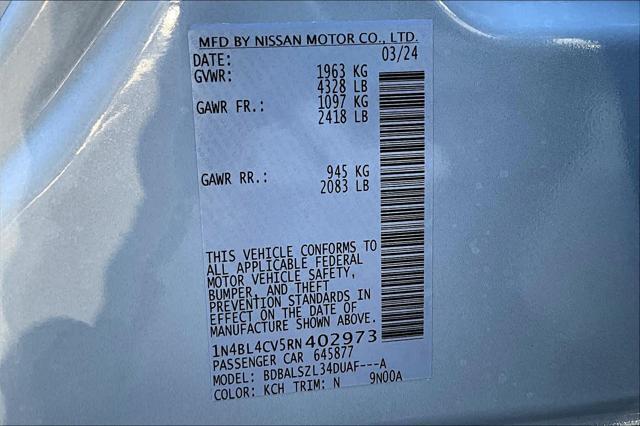 MFD BY NISSAN MOTOR CO., LTD.
DATE: 03/24
GVWR: 1963 KG
4328 LB
GAWR FR.: 1097 KG
2418 LB
GAWR RR.: 945 KG
2083 LB
THIS VEHICLE CONFORMS TO
ALL APPLICABLE FEDERAL
MOTOR VEHICLE SAFETY,
BUMPER, AND THEFT
PREVENTION STANDARDS IN
EFFECT ON THE DATE OF
MANUFACTURE SHOWN ABOVE.
1N4BL4CV5RN402973
PASSENGER CAR 645877
MODEL: BDBALSZL34DUAF---A
COLOR: KCH TRIM: N 9N00A